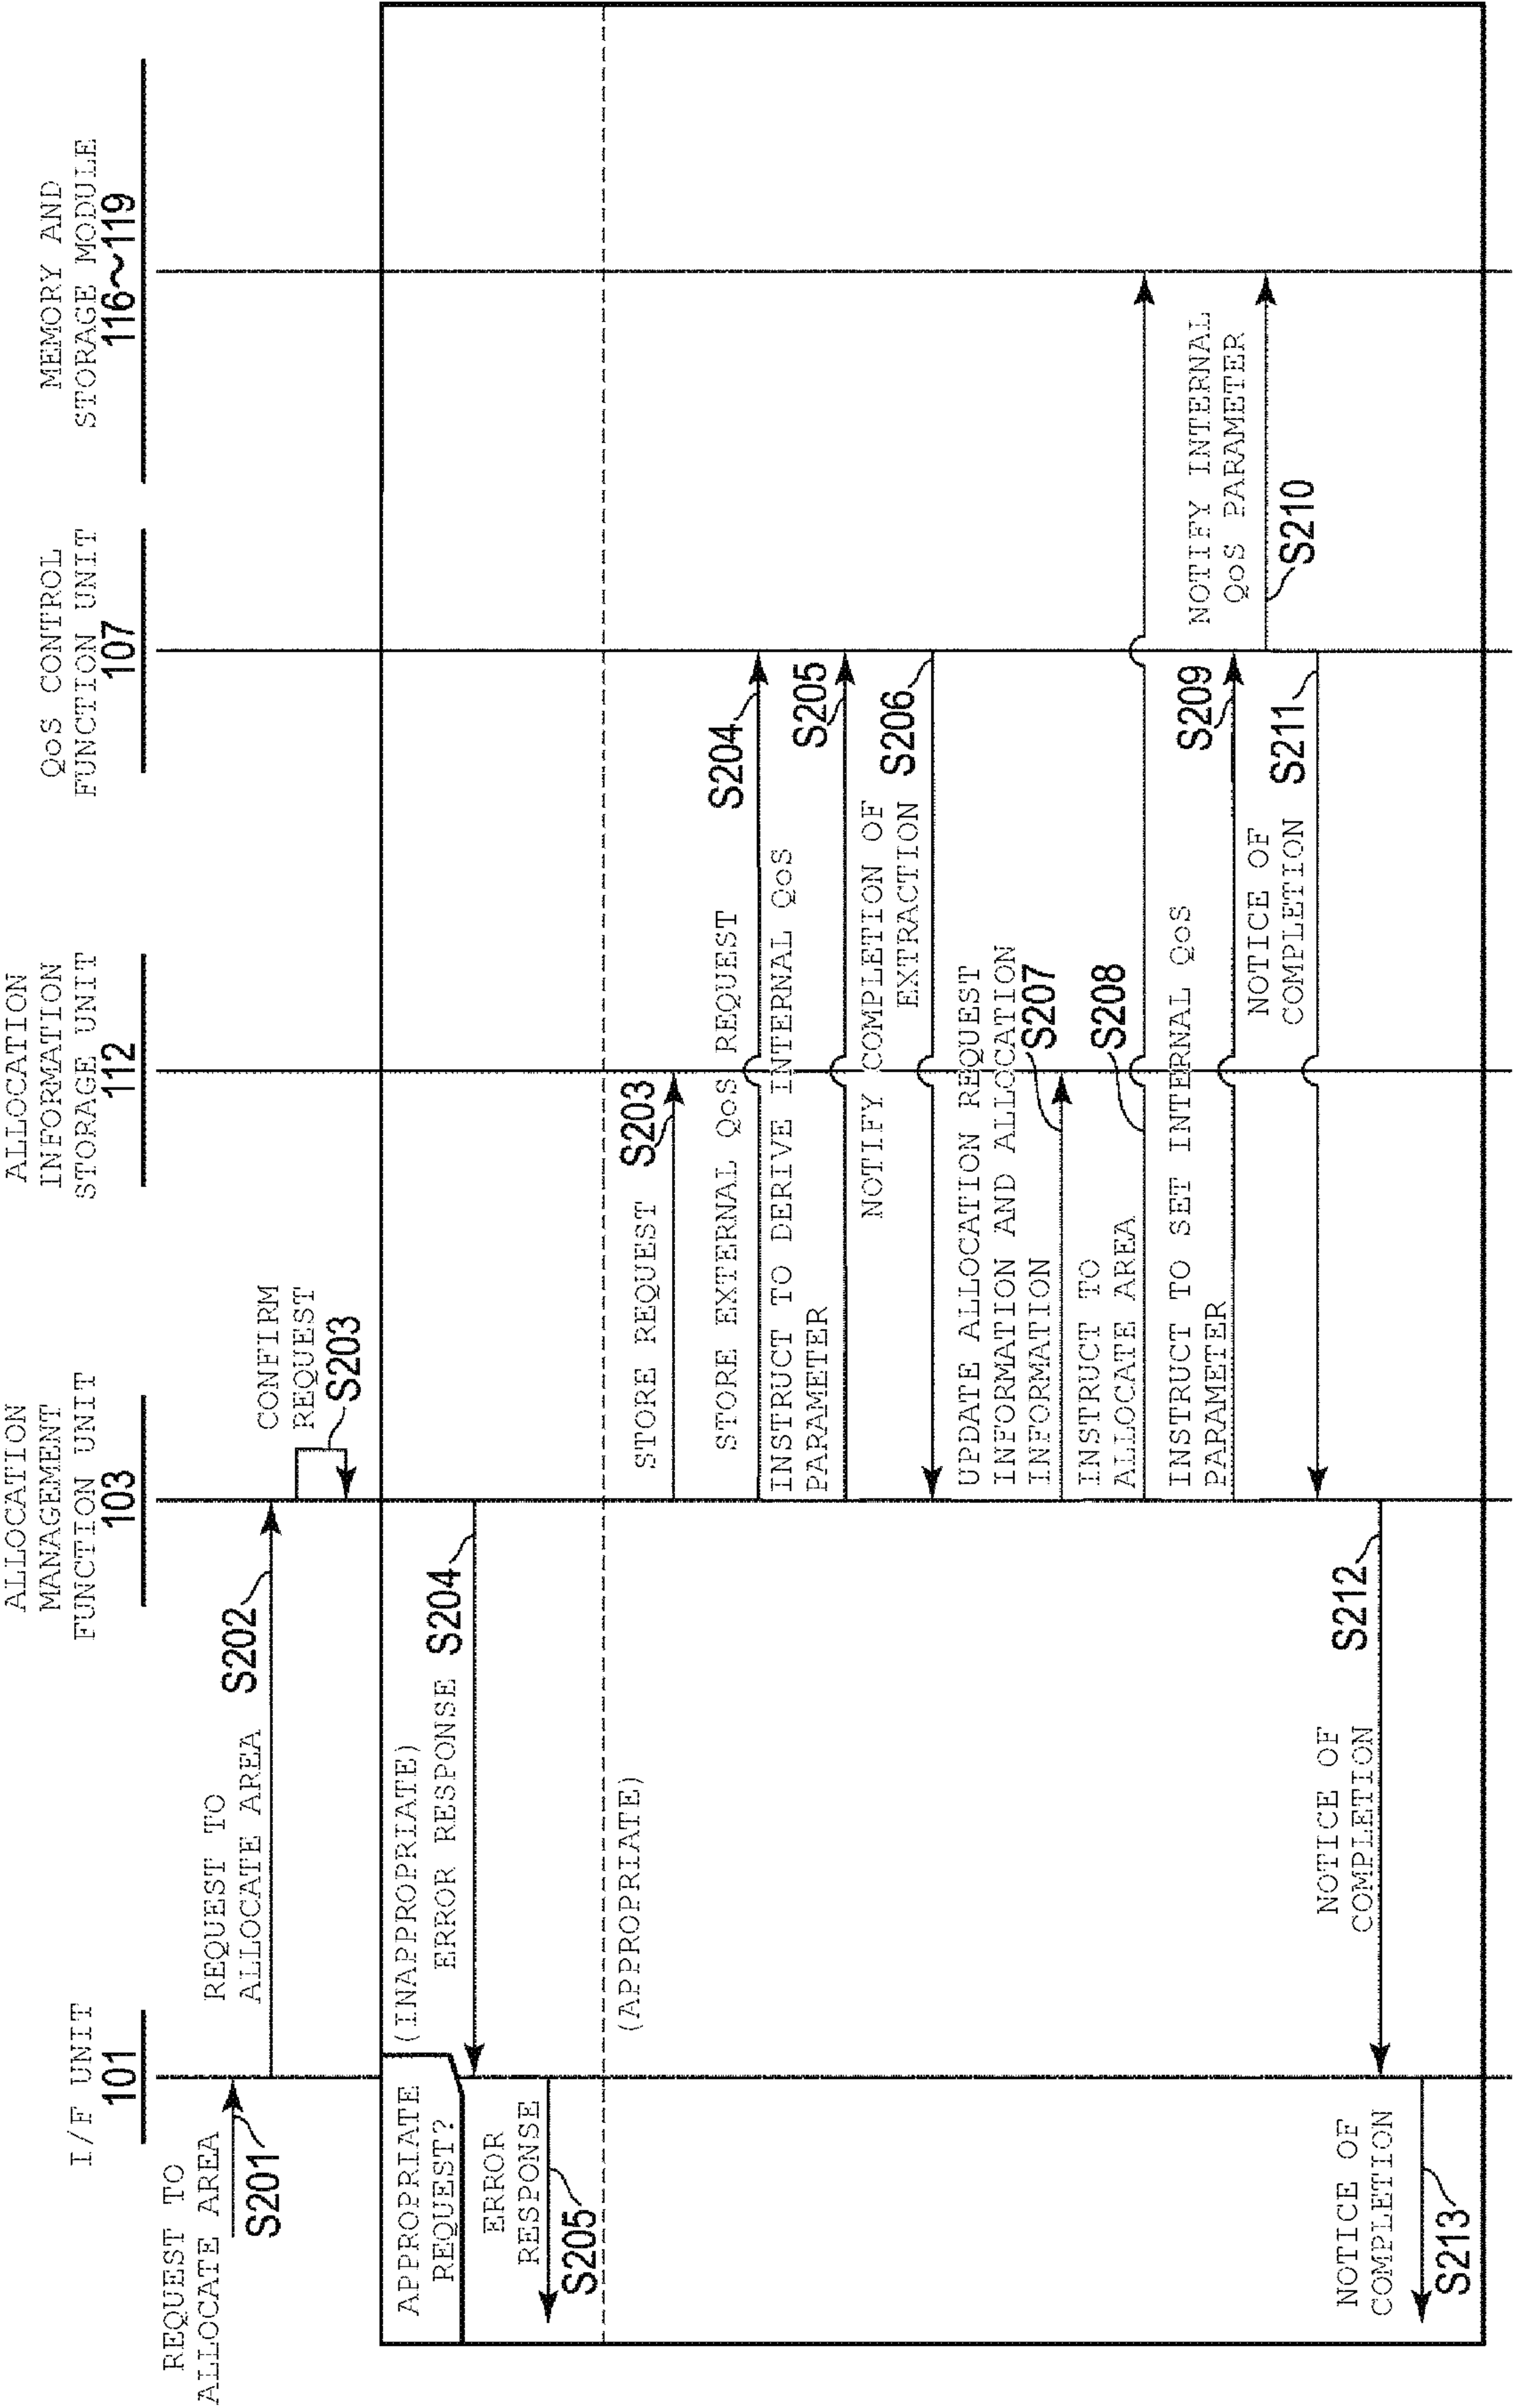 I/F UNIT
101
ALLOCATION
MANAGEMENT
FUNCTION UNIT
103
ALLOCATION
INFORMATION
STORAGE UNIT
112
QoS CONTROL
FUNCTION UNIT
107
MEMORY AND
STORAGE MODULE
116~119
REQUEST TO
ALLOCATE AREA
S201
REQUEST TO
ALLOCATE AREA
S202
CONFIRM
REQUEST
S203
APPROPRIATE
REQUEST?
(INAPPROPRIATE)
ERROR RESPONSE
S204
ERROR
RESPONSE
S205
(APPROPRIATE)
STORE REQUEST
S203
STORE EXTERNAL QoS REQUEST
S204
INSTRUCT TO DERIVE INTERNAL QoS
PARAMETER
S205
NOTIFY COMPLETION OF
EXTRACTION
S206
UPDATE ALLOCATION REQUEST
INFORMATION AND ALLOCATION
INFORMATION
S207
INSTRUCT TO
ALLOCATE AREA
S208
INSTRUCT TO SET INTERNAL QoS
PARAMETER
S209
NOTIFY INTERNAL
QoS PARAMETER
S210
NOTICE OF
COMPLETION
S211
NOTICE OF
COMPLETION
S212
NOTICE OF
COMPLETION
S213